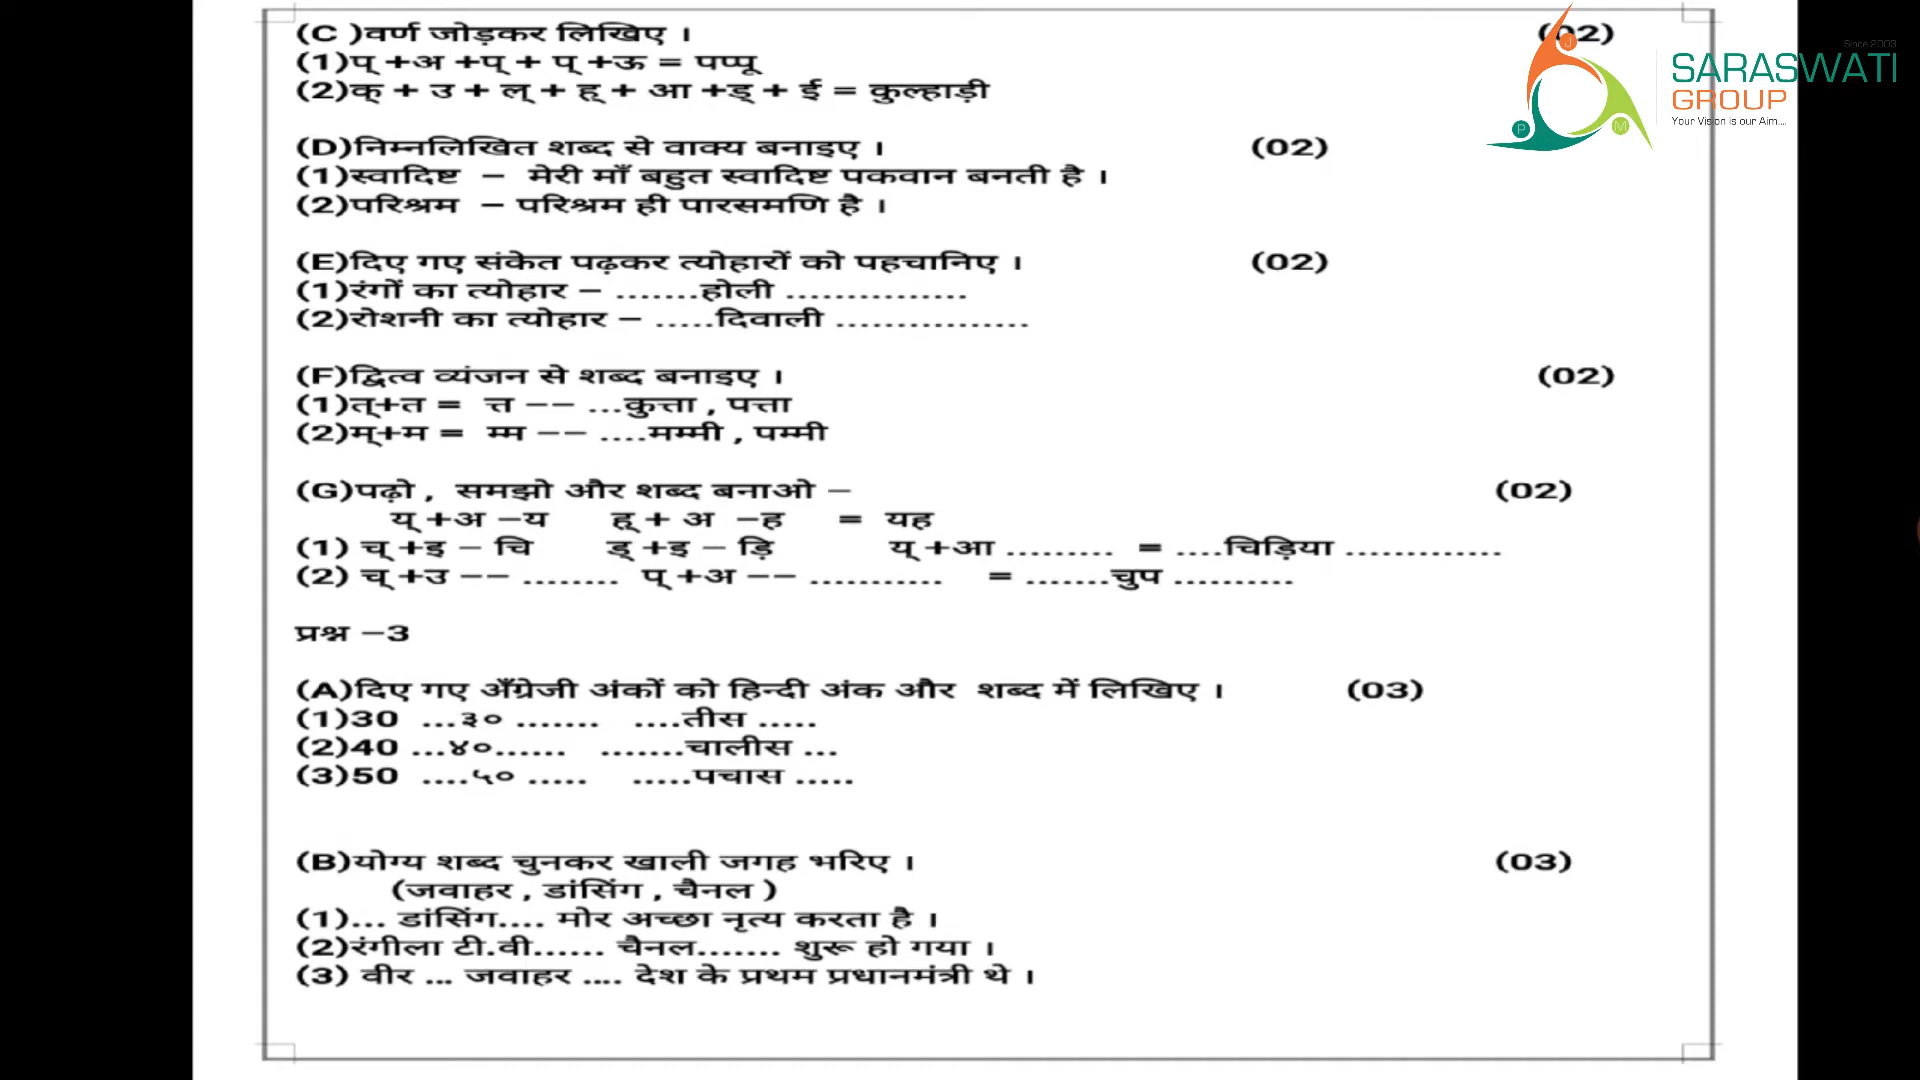 (C )वर्ण जोड़कर लिखिए । (02)
(1)प् +अ +प् + प् +ऊ = पप्पू
(2)क् + उ + ल् + ह् + आ +ड़् + ई = कुल्हाड़ी
(D)निम्नलिखित शब्द से वाक्य बनाइए । (02)
(1)स्वादिष्ट – मेरी माँ बहुत स्वादिष्ट पकवान बनती है ।
(2)परिश्रम – परिश्रम ही पारसमणि है ।
(E)दिए गए संकेत पढ़कर त्योहारों को पहचानिए । (02)
(1)रंगों का त्योहार – .......होली ...............
(2)रोशनी का त्योहार – .....दिवाली ................
(F)द्वित्व व्यंजन से शब्द बनाइए । (02)
(1)त्+त = त्त –– ...कुत्ता , पत्ता
(2)म्+म = म्म –– ....मम्मी , पम्मी
(G)पढ़ो , समझो और शब्द बनाओ – (02)
य् +अ –य ह् + अ –ह = यह
(1) च् +इ – चि ड़् +इ – ड़ि य् +आ ......... = ....चिड़िया .............
(2) च् +उ –– ........ प् +अ –– ........... = .......चुप ..........
प्रश्न –3
(A)दिए गए अँग्रेजी अंकों को हिन्दी अंक और शब्द में लिखिए । (03)
(1)30 ...३० ....... ....तीस .....
(2)40 ...४०...... .......चालीस ...
(3)50 ....५० ..... .....पचास .....
(B)योग्य शब्द चुनकर खाली जगह भरिए । (03)
(जवाहर , डांसिंग , चैनल )
(1)... डांसिंग.... मोर अच्छा नृत्य करता है ।
(2)रंगीला टी.वी...... चैनल....... शुरू हो गया ।
(3) वीर ... जवाहर .... देश के प्रथम प्रधानमंत्री थे ।
Since 2003
SARASWATI
GROUP
Your Vision is our Aim....
J
P
M